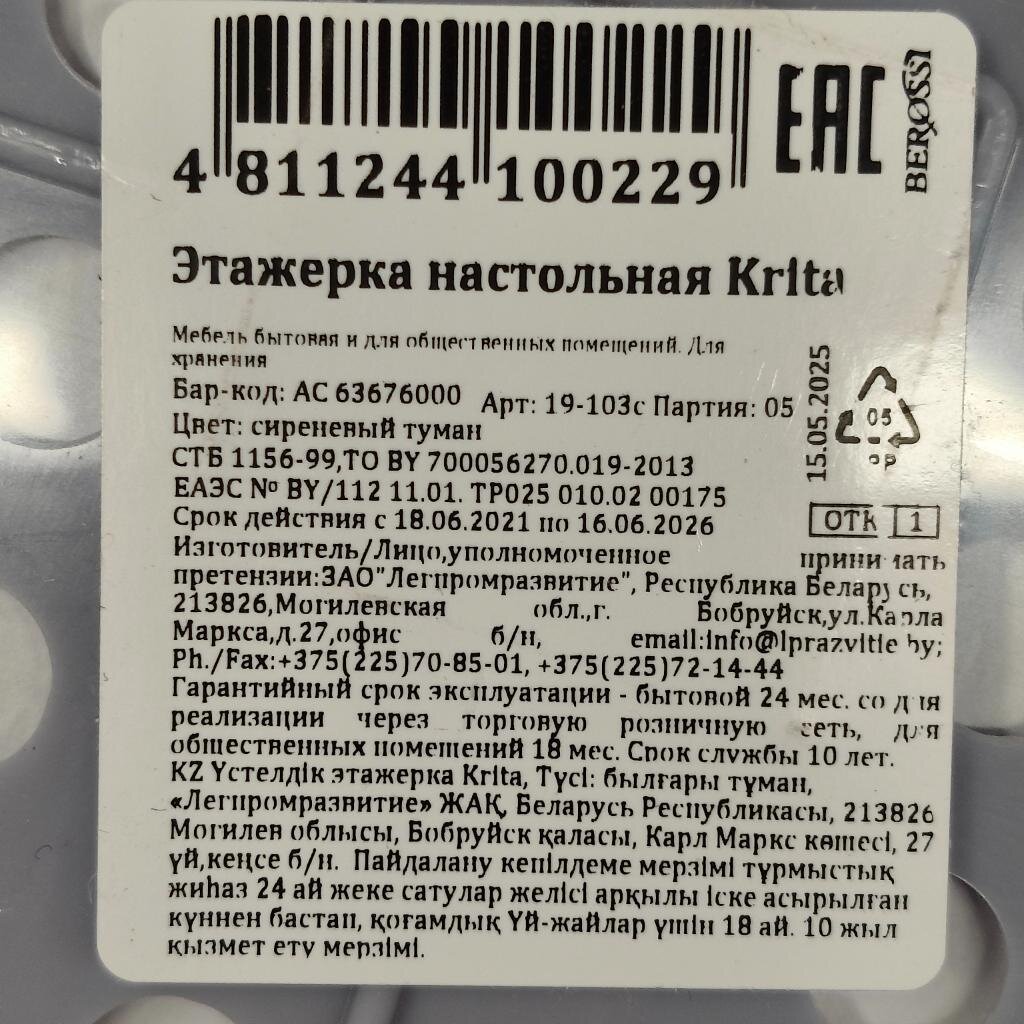 4 811244 100229
EAC
BEROSSI
Этажерка настольная Krita
Мебель бытовая и для общественных помещений. Для
хранения
Бар-код: АС 63676000 Арт: 19-103с Партия: 05
Цвет: сиреневый туман
СТБ 1156-99,ТО BY 700056270.019-2013
ЕАЭС № BY/112 11.01. ТР025 010.02 00175
Срок действия с 18.06.2021 по 16.06.2026
15.05.2025
05
PP
ОТК 1
Изготовитель/Лицо,уполномоченное принимать
претензии:ЗАО"Легпромразвитие", Республика Беларусь,
213826,Могилевская обл.,г. Бобруйск,ул.Карла
Маркса,д.27,офис б/н, email:info@lprazvitie.by;
Ph./Fax:+375(225)70-85-01, +375(225)72-14-44
Гарантийный срок эксплуатации - бытовой 24 мес. со дня
реализации через торговую розничную сеть, для
общественных помещений 18 мес. Срок службы 10 лет.
KZ Үстелдік этажерка Krita, Түсі: былғары тұман,
«Легпромразвитие» ЖАҚ, Беларусь Республикасы, 213826
Могилев облысы, Бобруйск қаласы, Карл Маркс көшесі, 27
үй,кеңсе б/н. Пайдалану кепілдеме мерзімі тұрмыстық
жиһаз 24 ай жеке сатулар желісі арқылы іске асырылған
күннен бастап, қоғамдық Үй-жайлар үшін 18 ай. 10 жыл
қызмет ету мерзімі.